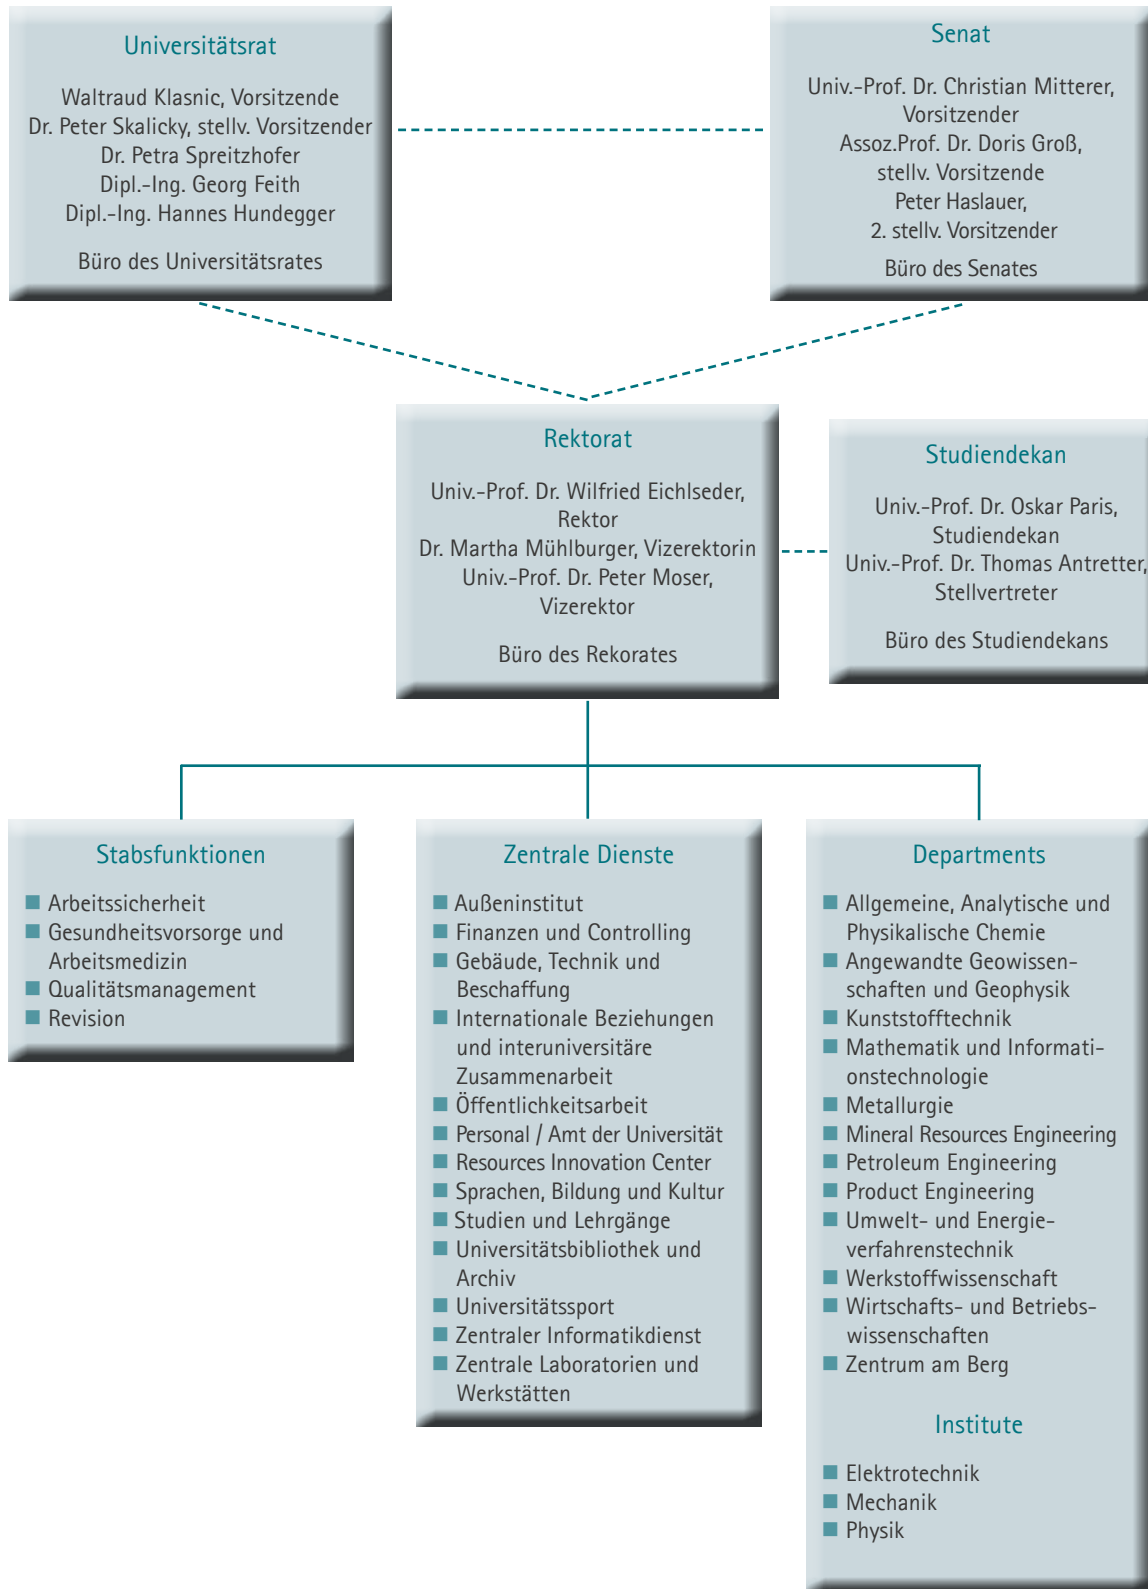 Universitätsrat
Waltraud Klasnic, Vorsitzende
Dr. Peter Skalicky, stellv. Vorsitzender
Dr. Petra Spreitzhofer
Dipl.-Ing. Georg Feith
Dipl.-Ing. Hannes Hundegger
Büro des Universitätsrates
Senat
Univ.-Prof. Dr. Christian Mitterer,
Vorsitzender
Assoz.Prof. Dr. Doris Groß,
stellv. Vorsitzende
Peter Haslauer,
2. stellv. Vorsitzender
Büro des Senates
Rektorat
Univ.-Prof. Dr. Wilfried Eichlseder,
Rektor
Dr. Martha Mühlburger, Vizerektorin
Univ.-Prof. Dr. Peter Moser,
Vizerektor
Büro des Rekorates
Studiendekan
Univ.-Prof. Dr. Oskar Paris,
Studiendekan
Univ.-Prof. Dr. Thomas Antretter,
Stellvertreter
Büro des Studiendekans
Stabsfunktionen
Arbeitssicherheit
Gesundheitsvorsorge und
Arbeitsmedizin
Qualitätsmanagement
Revision
Zentrale Dienste
Außeninstitut
Finanzen und Controlling
Gebäude, Technik und
Beschaffung
Internationale Beziehungen
und interuniversitäre
Zusammenarbeit
Öffentlichkeitsarbeit
Personal / Amt der Universität
Resources Innovation Center
Sprachen, Bildung und Kultur
Studien und Lehrgänge
Universitätsbibliothek und
Archiv
Universitätssport
Zentraler Informatikdienst
Zentrale Laboratorien und
Werkstätten
Departments
Allgemeine, Analytische und
Physikalische Chemie
Angewandte Geowissen-
schaften und Geophysik
Kunststofftechnik
Mathematik und Informati-
onstechnologie
Metallurgie
Mineral Resources Engineering
Petroleum Engineering
Product Engineering
Umwelt- und Energie-
verfahrenstechnik
Werkstoffwissenschaft
Wirtschafts- und Betriebs-
wissenschaften
Zentrum am Berg
Institute
Elektrotechnik
Mechanik
Physik